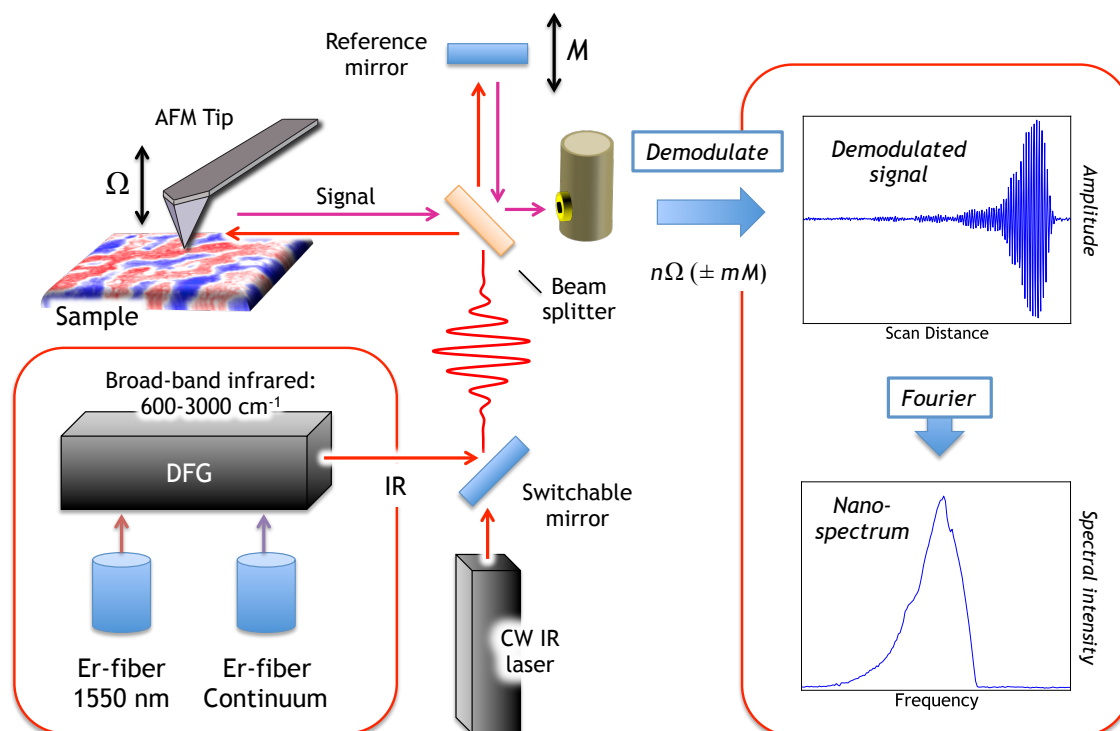 Reference
mirror
M
AFM Tip
Ω
Signal
Sample
Beam
splitter
Demodulate
nΩ (± mM)
Demodulated
signal
Amplitude
Scan Distance
Fourier
Nano-
spectrum
Spectral intensity
Frequency
Broad-band infrared:
600-3000 cm⁻¹
DFG
IR
Switchable
mirror
Er-fiber
1550 nm
Er-fiber
Continuum
CW IR
laser